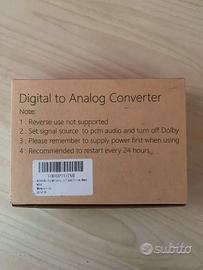 Digital to Analog Converter
Note:
1 : Reverse use not supported
2 : Set signal source to pcm audio and turn off Dolby
3 : Please remember to supply power first when using
4 : Recommended to restart every 24 hours
subito